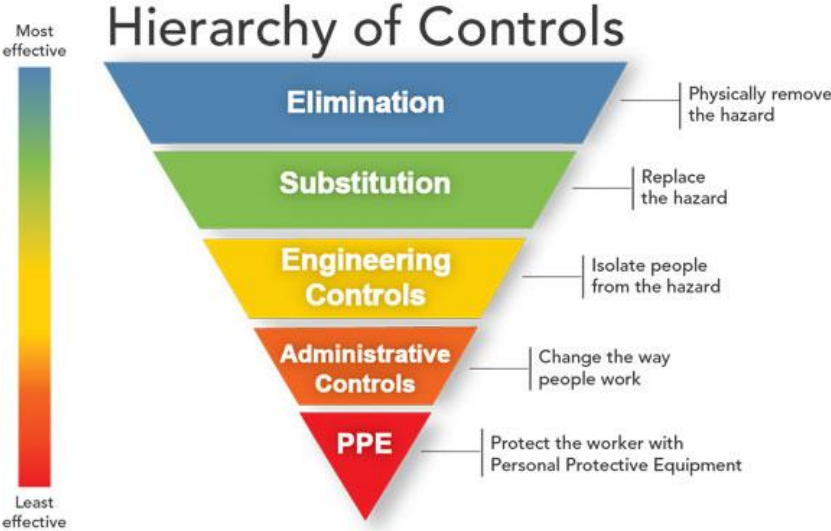 Hierarchy of Controls
Most
effective
Elimination
Physically remove
the hazard
Substitution
Replace
the hazard
Engineering
Controls
Isolate people
from the hazard
Administrative
Controls
Change the way
people work
PPE
Protect the worker with
Personal Protective Equipment
Least
effective